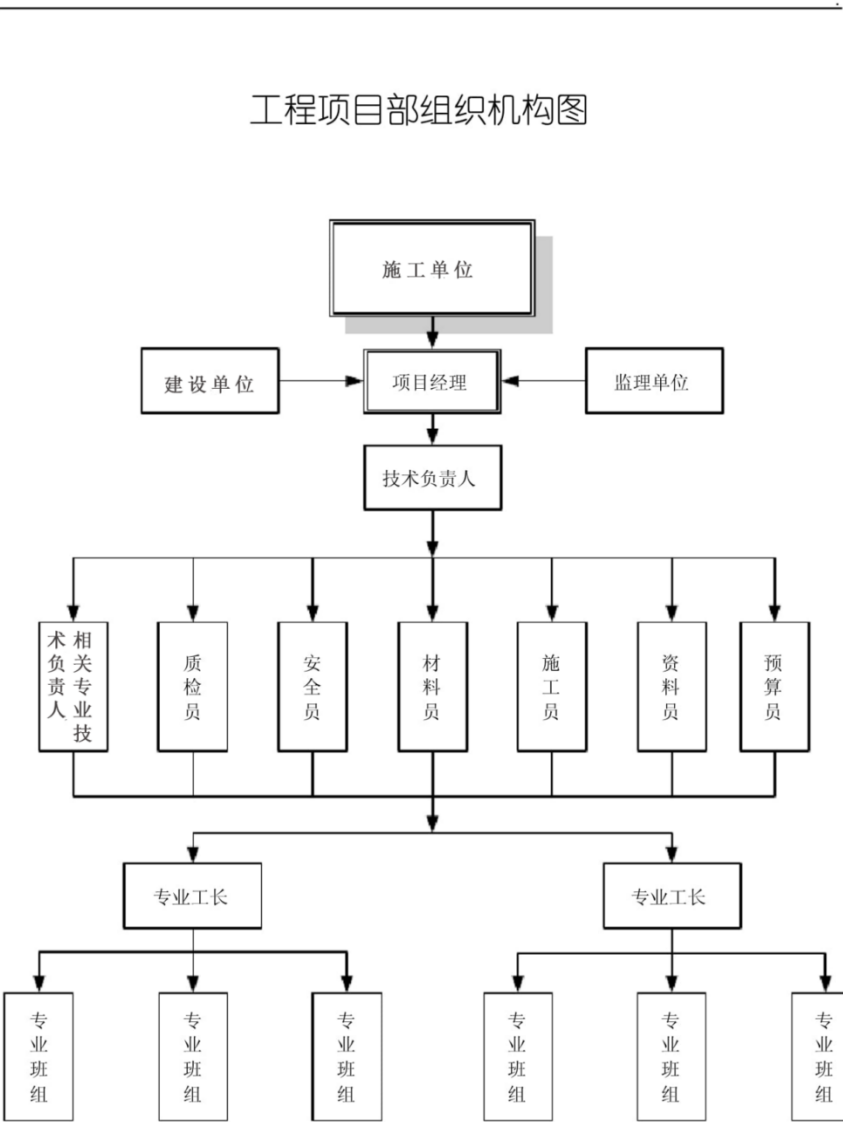 工程项目部组织机构图
施工单位
建设单位
项目经理
监理单位
技术负责人
相关专业技术负责人
质检员
安全员
材料员
施工员
资料员
预算员
专业工长
专业工长
专业班组
专业班组
专业班组
专业班组
专业班组
专业班组